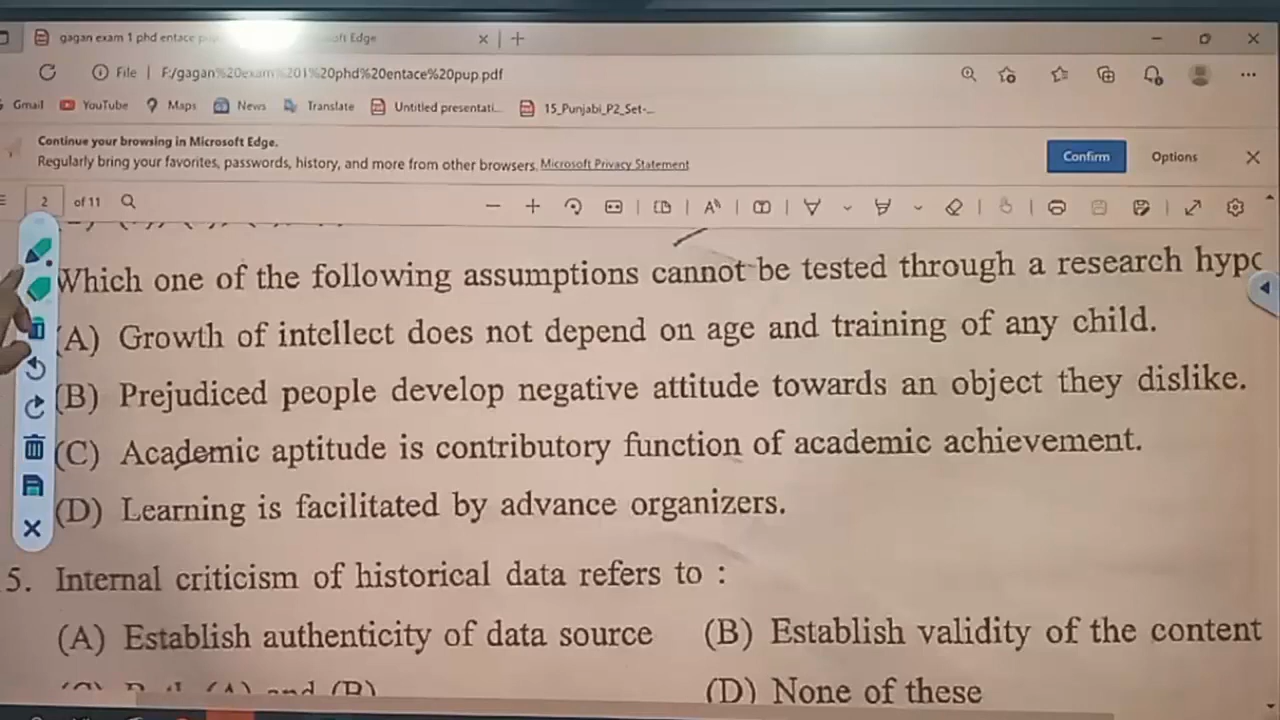 gagan exam 1 phd entace
oft Edge
File | F:/gagan%20exam%201%20phd%20entace%20pup.pdf
Gmail YouTube Maps News Translate Untitled presentati... 15_Punjabi_P2_Set-...
Continue your browsing in Microsoft Edge.
Regularly bring your favorites, passwords, history, and more from other browsers. Microsoft Privacy Statement
Confirm Options
2 of 11
Which one of the following assumptions cannot be tested through a research hypo
(A) Growth of intellect does not depend on age and training of any child.
(B) Prejudiced people develop negative attitude towards an object they dislike.
(C) Academic aptitude is contributory function of academic achievement.
(D) Learning is facilitated by advance organizers.
5. Internal criticism of historical data refers to :
(A) Establish authenticity of data source (B) Establish validity of the content
and (B) (D) None of these